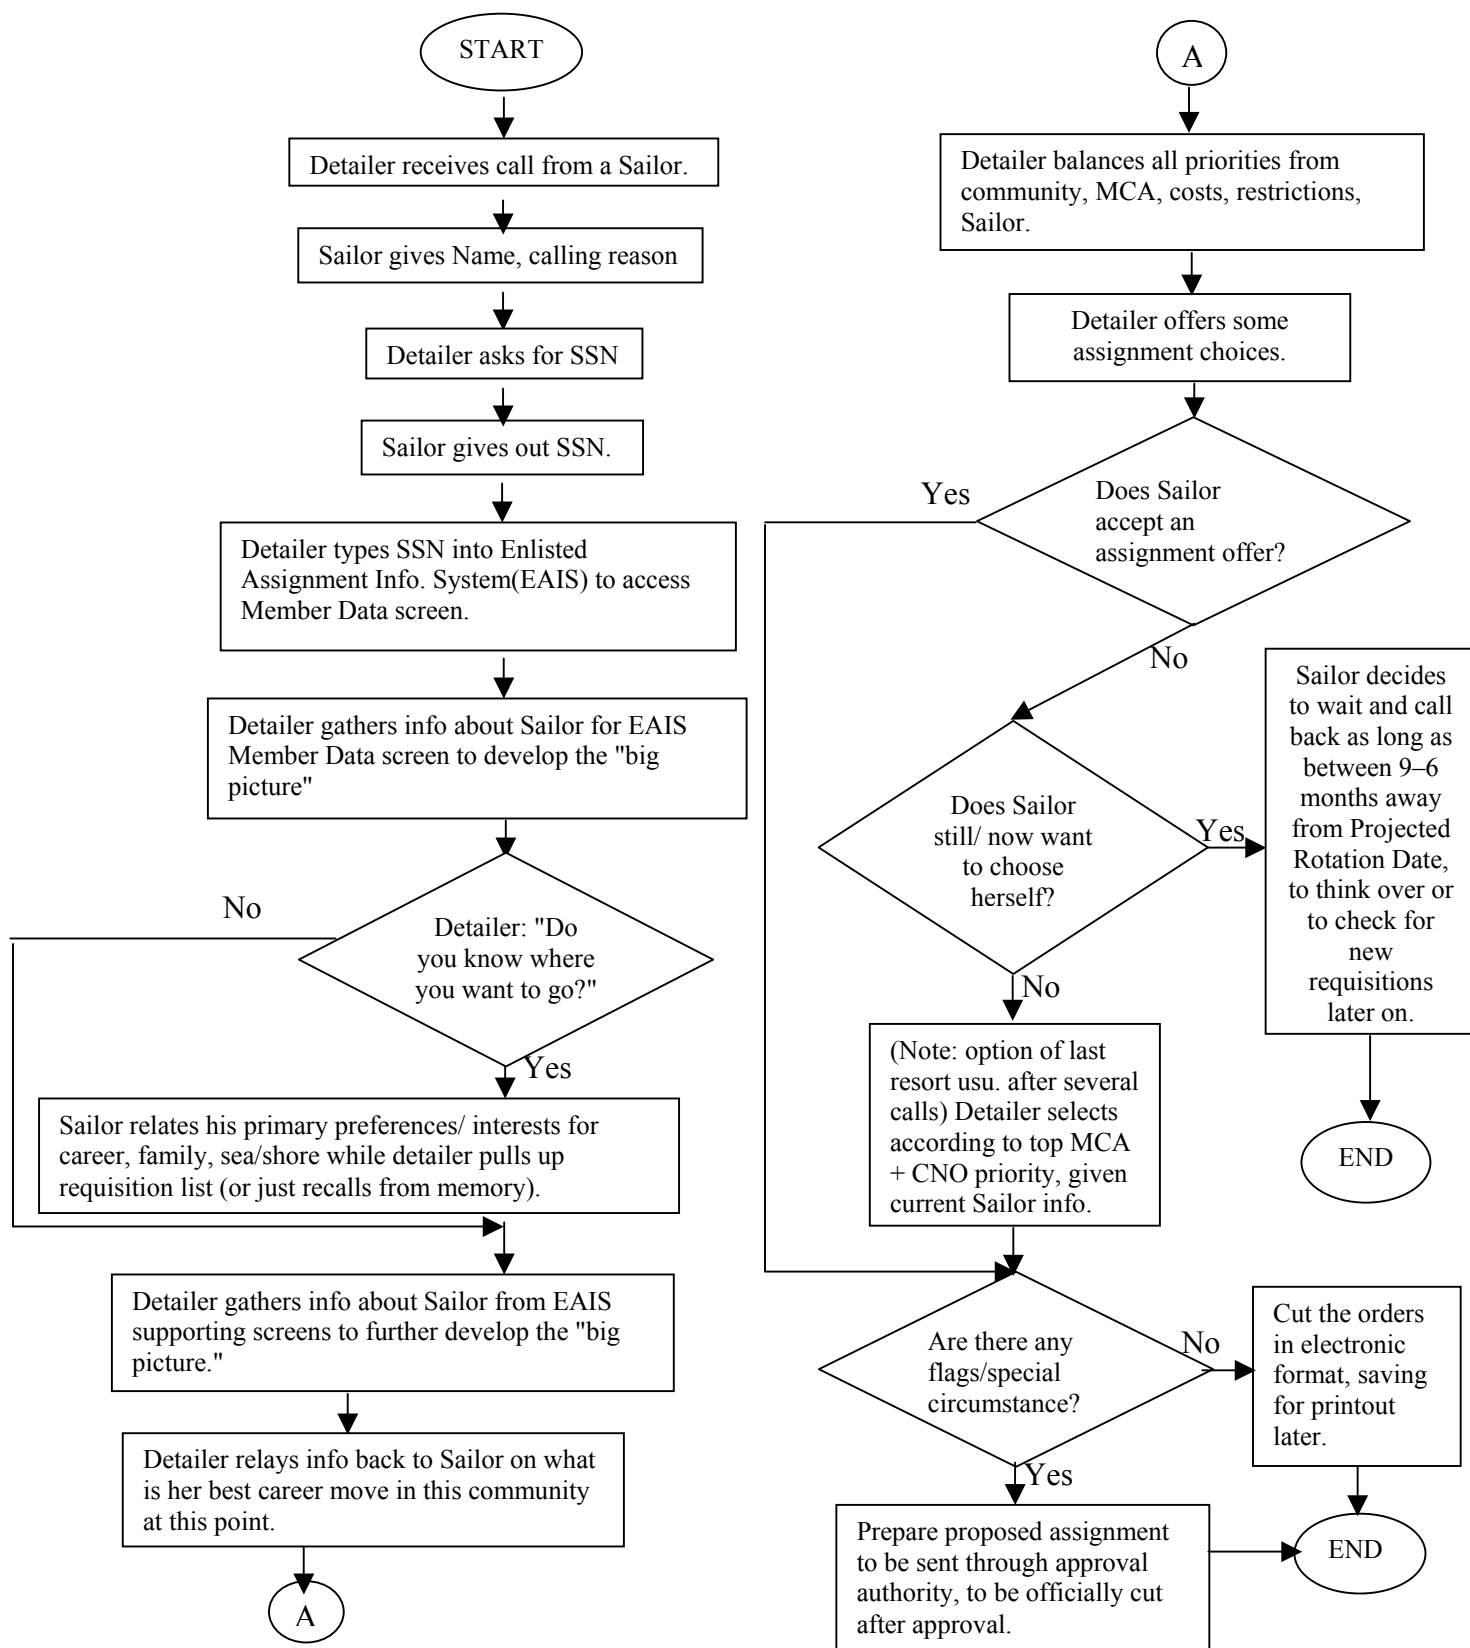 START
Detailer receives call from a Sailor.
Sailor gives Name, calling reason
Detailer asks for SSN
Sailor gives out SSN.
Detailer types SSN into Enlisted
Assignment Info. System(EAIS) to access
Member Data screen.
Detailer gathers info about Sailor for EAIS
Member Data screen to develop the "big
picture"
No
Detailer: "Do
you know where
you want to go?"
Yes
Sailor relates his primary preferences/ interests for
career, family, sea/shore while detailer pulls up
requisition list (or just recalls from memory).
Detailer gathers info about Sailor from EAIS
supporting screens to further develop the "big
picture."
Detailer relays info back to Sailor on what
is her best career move in this community
at this point.
A
A
Detailer balances all priorities from
community, MCA, costs, restrictions,
Sailor.
Detailer offers some
assignment choices.
Yes
Does Sailor
accept an
assignment offer?
No
Does Sailor
still/ now want
to choose
herself?
Yes
Sailor decides
to wait and call
back as long as
between 9–6
months away
from Projected
Rotation Date,
to think over or
to check for
new
requisitions
later on.
END
No
(Note: option of last
resort usu. after several
calls) Detailer selects
according to top MCA
+ CNO priority, given
current Sailor info.
Are there any
flags/special
circumstance?
No
Cut the orders
in electronic
format, saving
for printout
later.
Yes
Prepare proposed assignment
to be sent through approval
authority, to be officially cut
after approval.
END